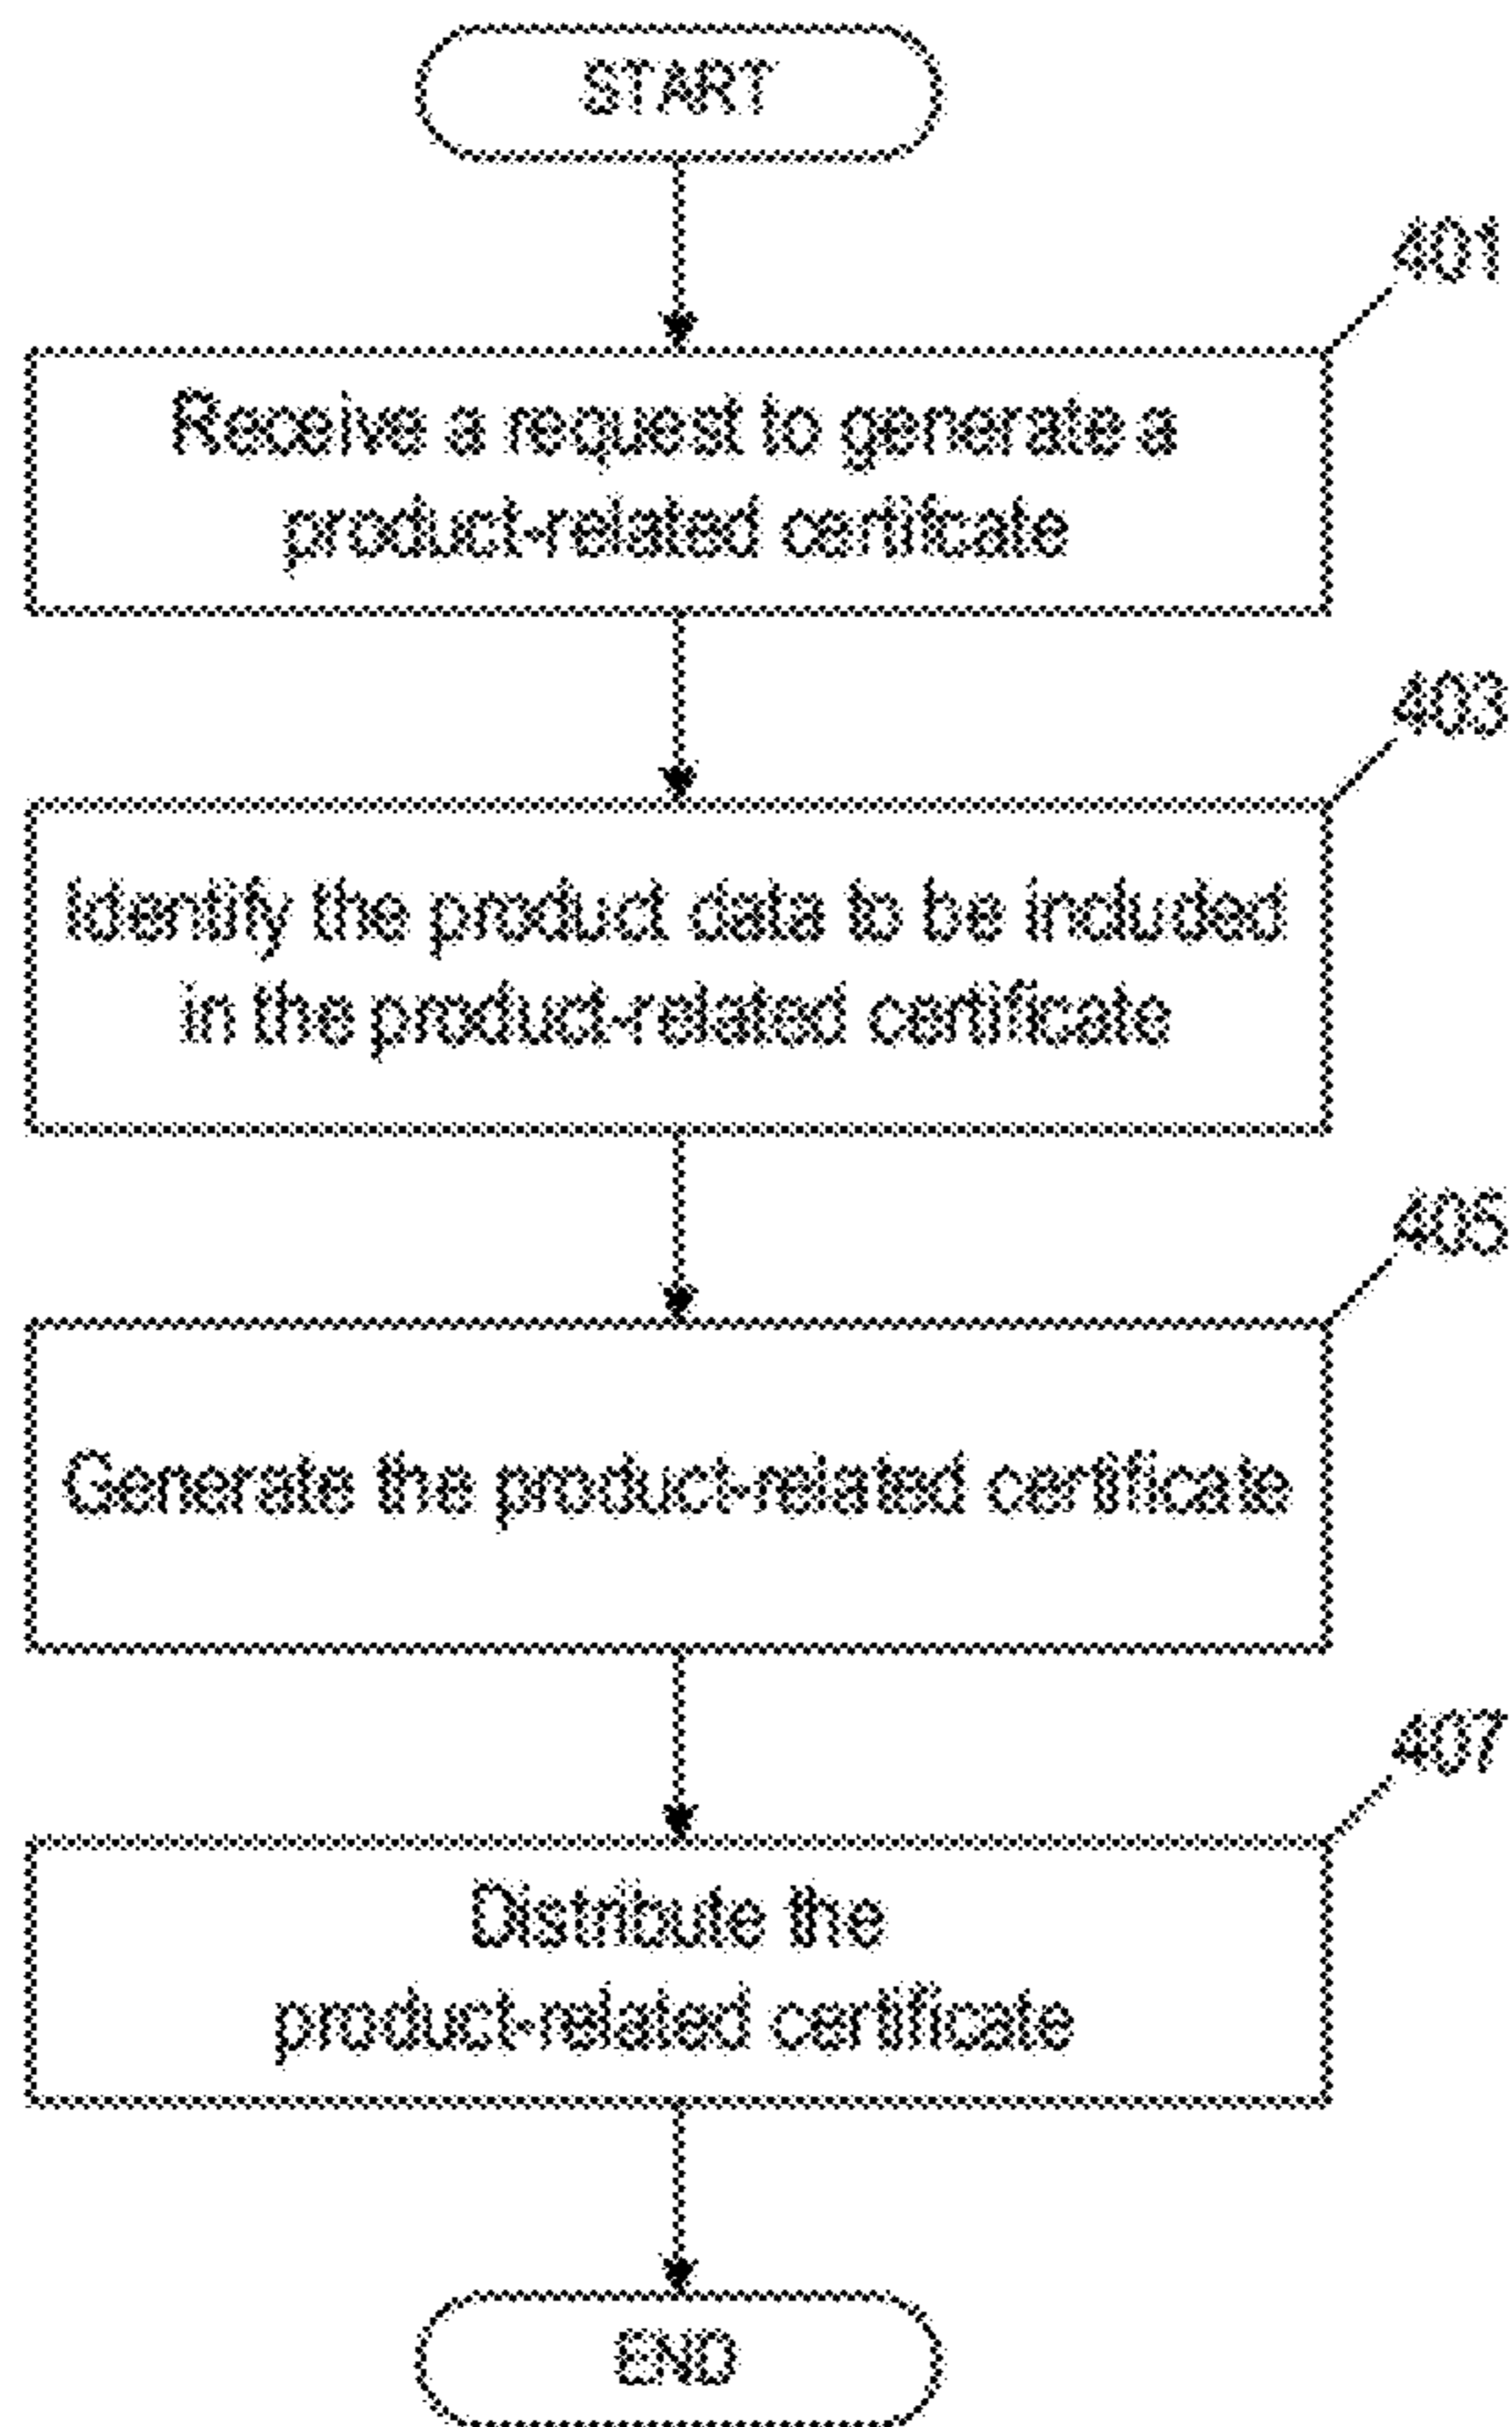 START
401
Receive a request to generate a
product-related certifcate
403
Identify the product data to be included
in the product-related certificate
405
Generate the product-related certificate
407
Distribute the
product-related certificate
END